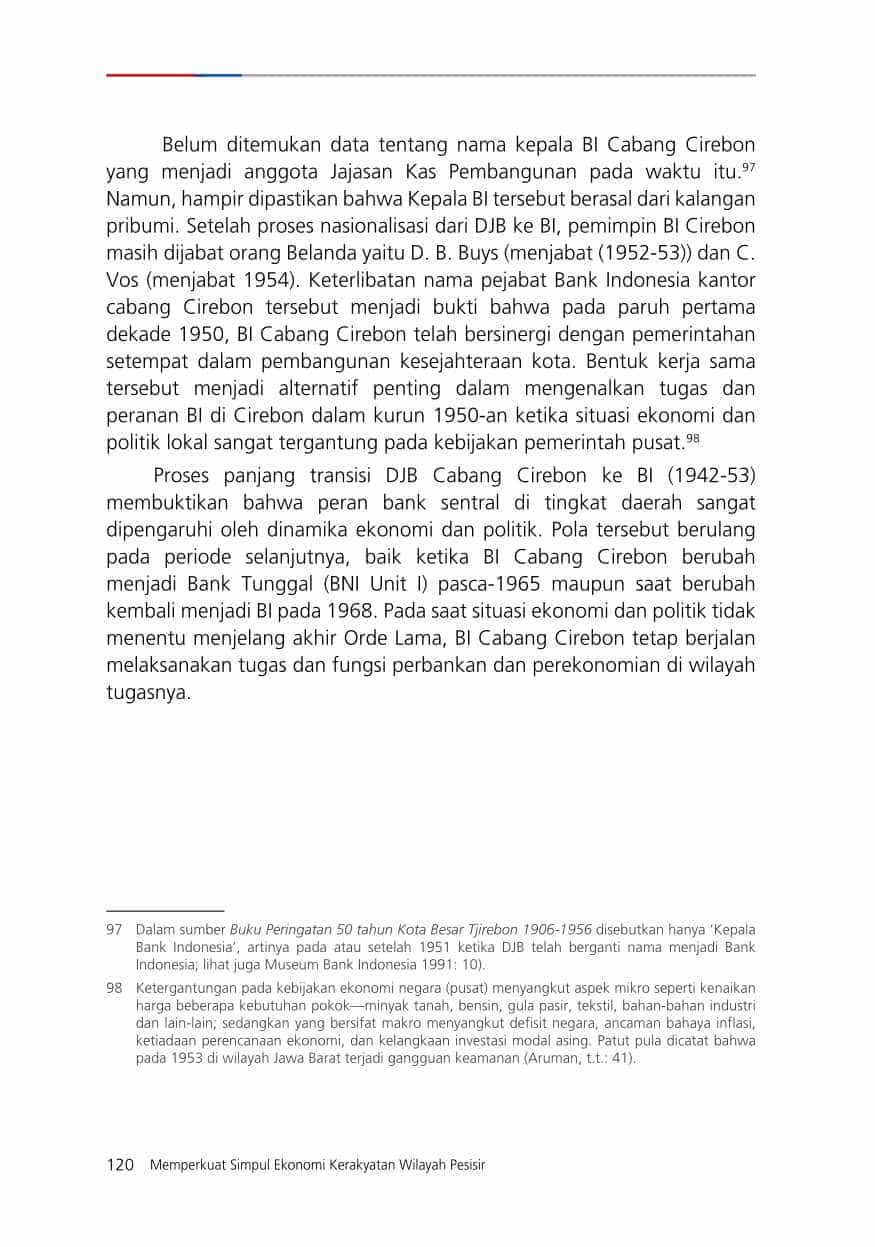 Belum ditemukan data tentang nama kepala BI Cabang Cirebon
yang menjadi anggota Jajasan Kas Pembangunan pada waktu itu.97
Namun, hampir dipastikan bahwa Kepala BI tersebut berasal dari kalangan
pribumi. Setelah proses nasionalisasi dari DJB ke BI, pemimpin BI Cirebon
masih dijabat orang Belanda yaitu D. B. Buys (menjabat (1952-53)) dan C.
Vos (menjabat 1954). Keterlibatan nama pejabat Bank Indonesia kantor
cabang Cirebon tersebut menjadi bukti bahwa pada paruh pertama
dekade 1950, BI Cabang Cirebon telah bersinergi dengan pemerintahan
setempat dalam pembangunan kesejahteraan kota. Bentuk kerja sama
tersebut menjadi alternatif penting dalam mengenalkan tugas dan
peranan BI di Cirebon dalam kurun 1950-an ketika situasi ekonomi dan
politik lokal sangat tergantung pada kebijakan pemerintah pusat.98
Proses panjang transisi DJB Cabang Cirebon ke BI (1942-53)
membuktikan bahwa peran bank sentral di tingkat daerah sangat
dipengaruhi oleh dinamika ekonomi dan politik. Pola tersebut berulang
pada periode selanjutnya, baik ketika BI Cabang Cirebon berubah
menjadi Bank Tunggal (BNI Unit I) pasca-1965 maupun saat berubah
kembali menjadi BI pada 1968. Pada saat situasi ekonomi dan politik tidak
menentu menjelang akhir Orde Lama, BI Cabang Cirebon tetap berjalan
melaksanakan tugas dan fungsi perbankan dan perekonomian di wilayah
tugasnya.
97 Dalam sumber Buku Peringatan 50 tahun Kota Besar Tjirebon 1906-1956 disebutkan hanya ‘Kepala
Bank Indonesia’, artinya pada atau setelah 1951 ketika DJB telah berganti nama menjadi Bank
Indonesia; lihat juga Museum Bank Indonesia 1991: 10).
98 Ketergantungan pada kebijakan ekonomi negara (pusat) menyangkut aspek mikro seperti kenaikan
harga beberapa kebutuhan pokok—minyak tanah, bensin, gula pasir, tekstil, bahan-bahan industri
dan lain-lain; sedangkan yang bersifat makro menyangkut defisit negara, ancaman bahaya inflasi,
ketiadaan perencanaan ekonomi, dan kelangkaan investasi modal asing. Patut pula dicatat bahwa
pada 1953 di wilayah Jawa Barat terjadi gangguan keamanan (Aruman, t.t.: 41).
120 Memperkuat Simpul Ekonomi Kerakyatan Wilayah Pesisir